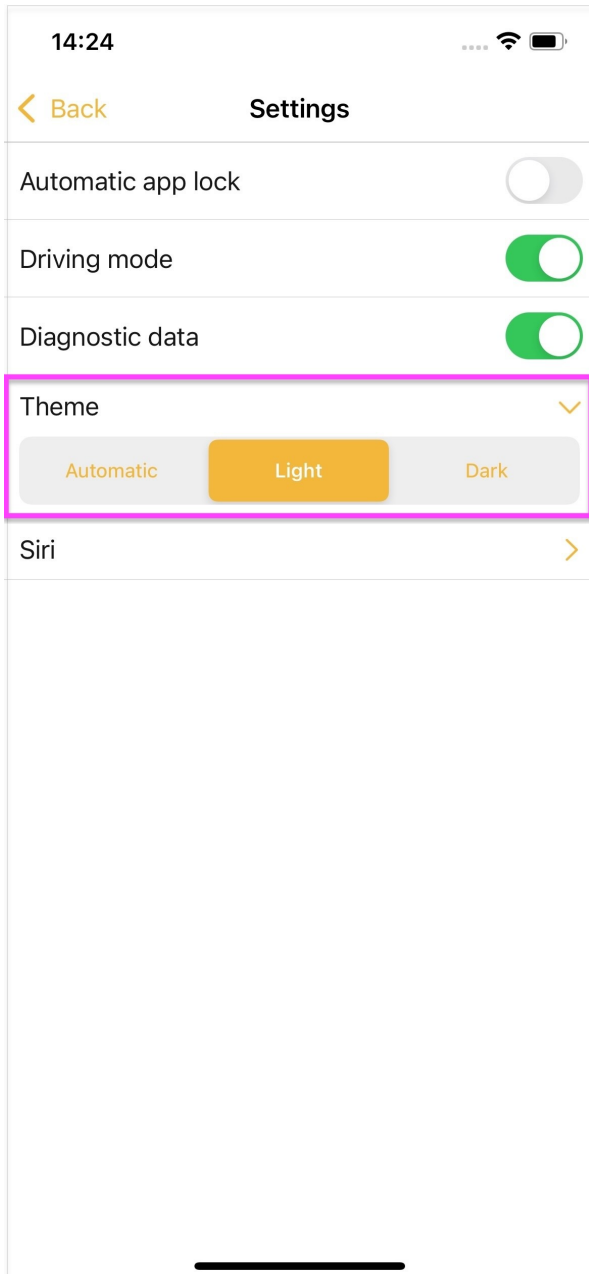 14:24
Back Settings
Automatic app lock
Driving mode
Diagnostic data
Theme
Automatic Light Dark
Siri